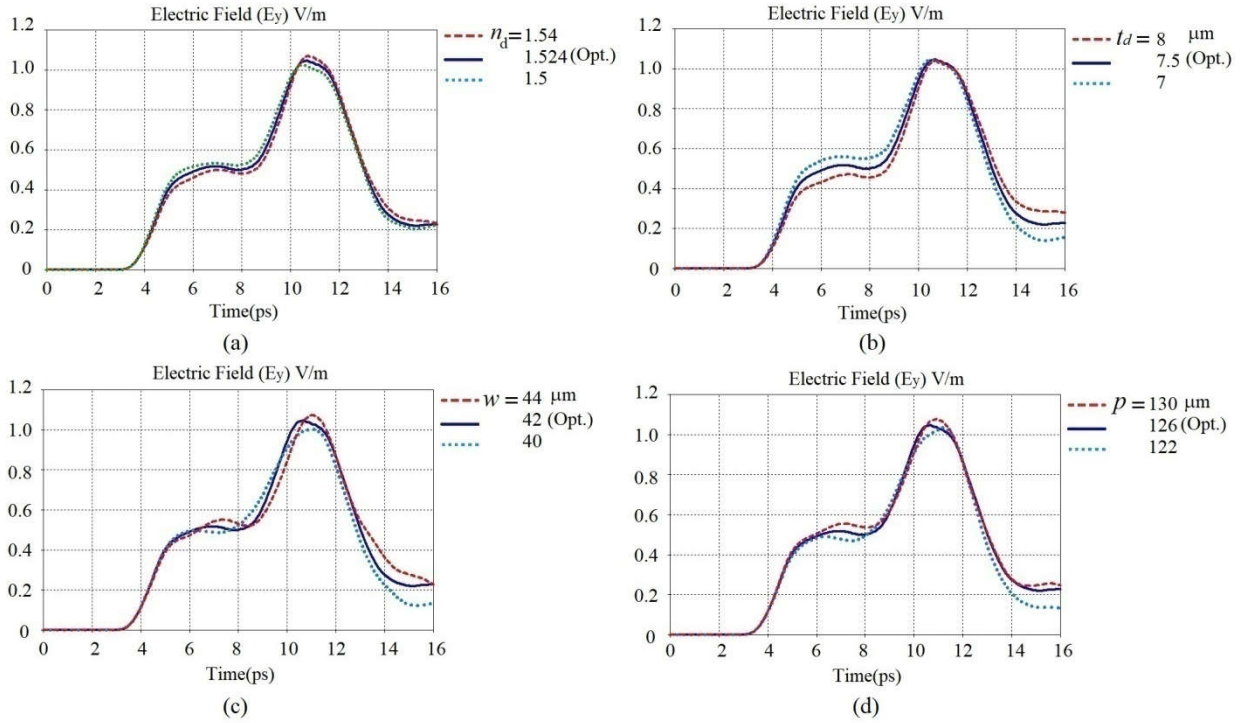 Electric Field (Ey) V/m
1.2
1.0
0.8
0.6
0.4
0.2
0
0 2 4 6 8 10 12 14 16
Time(ps)
(a)
nd=1.54
1.524 (Opt.)
1.5
Electric Field (Ey) V/m
1.2
1.0
0.8
0.6
0.4
0.2
0
0 2 4 6 8 10 12 14 16
Time(ps)
(b)
td = 8 μm
7.5 (Opt.)
7
Electric Field (Ey) V/m
1.2
1.0
0.8
0.6
0.4
0.2
0
0 2 4 6 8 10 12 14 16
Time(ps)
(c)
w = 44 μm
42 (Opt.)
40
Electric Field (Ey) V/m
1.2
1.0
0.8
0.6
0.4
0.2
0
0 2 4 6 8 10 12 14 16
Time(ps)
(d)
p = 130 μm
126 (Opt.)
122